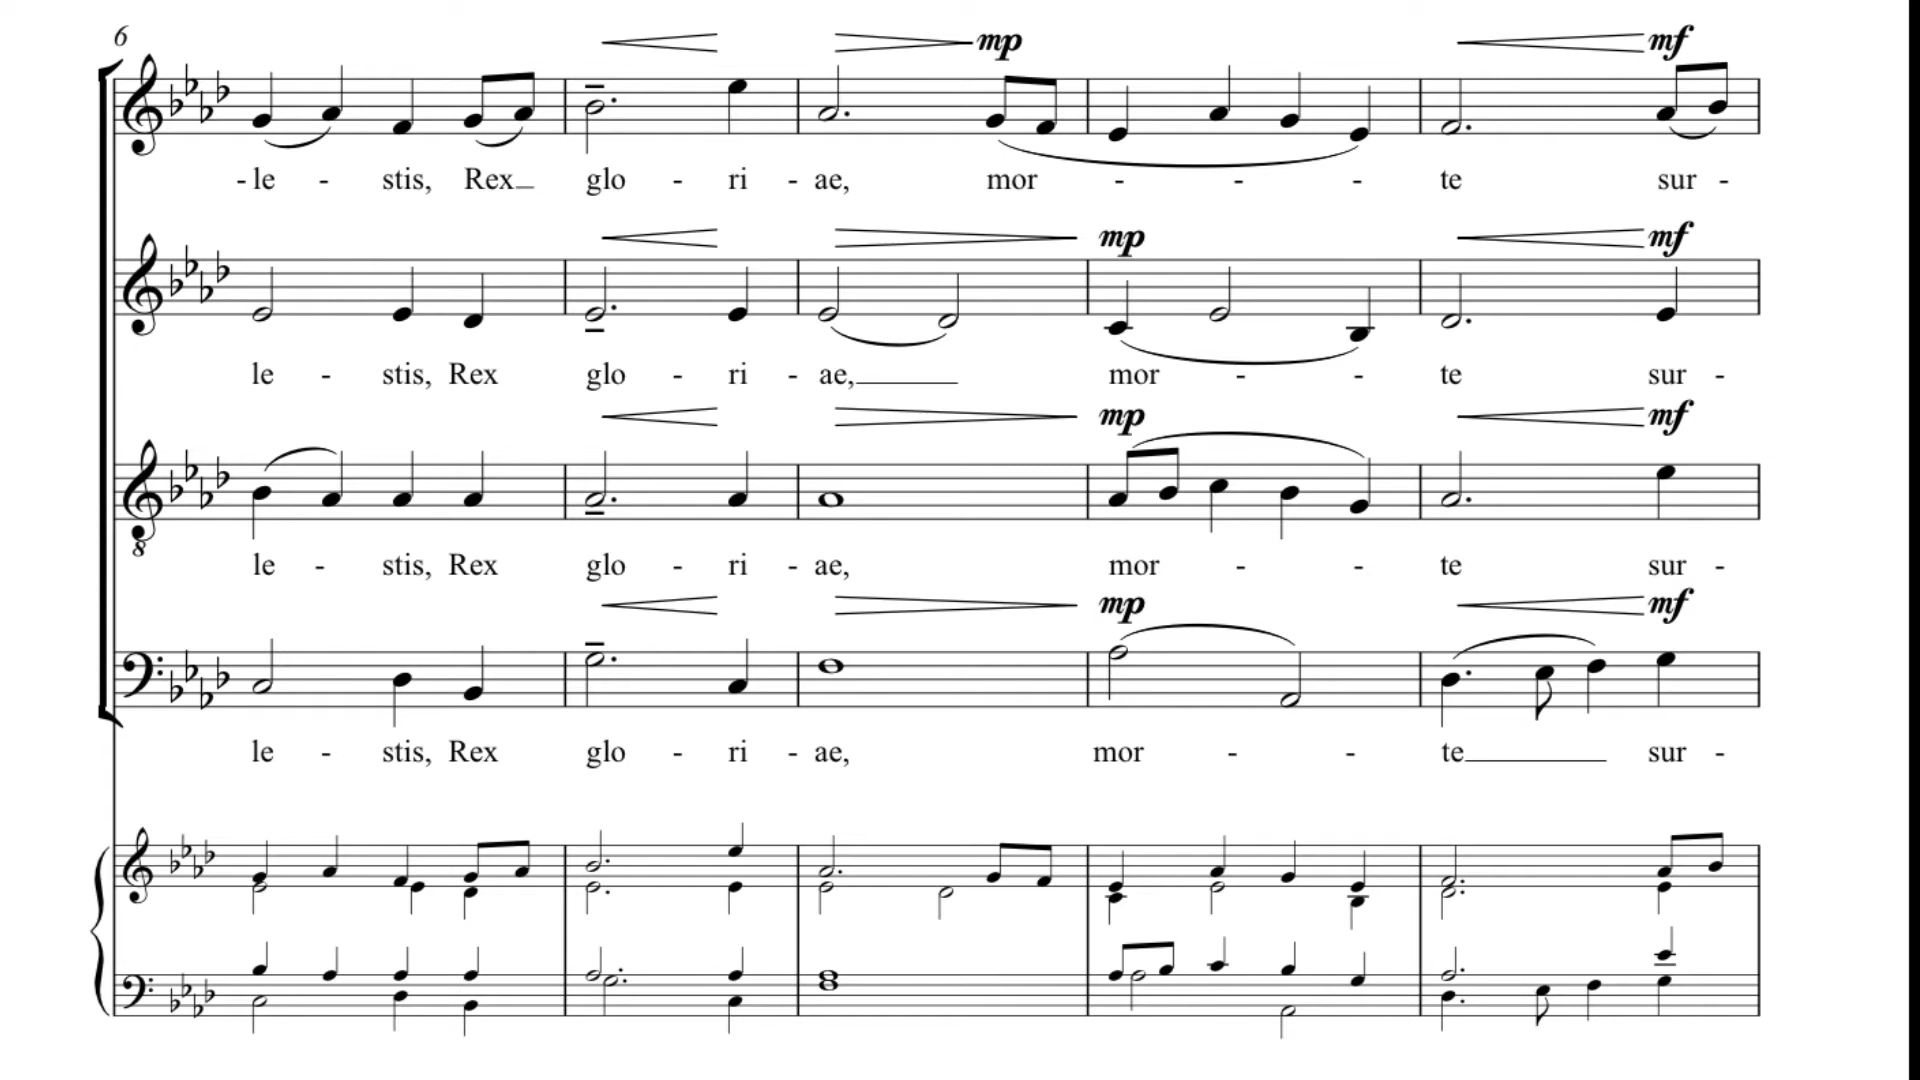 6
mp mf
-le - stis, Rex glo - ri - ae, mor - - - te sur -
mp mf
le - stis, Rex glo - ri - ae, mor - - te sur -
mp mf
8
le - stis, Rex glo - ri - ae, mor - - te sur -
mp mf
le - stis, Rex glo - ri - ae, mor - - te sur -